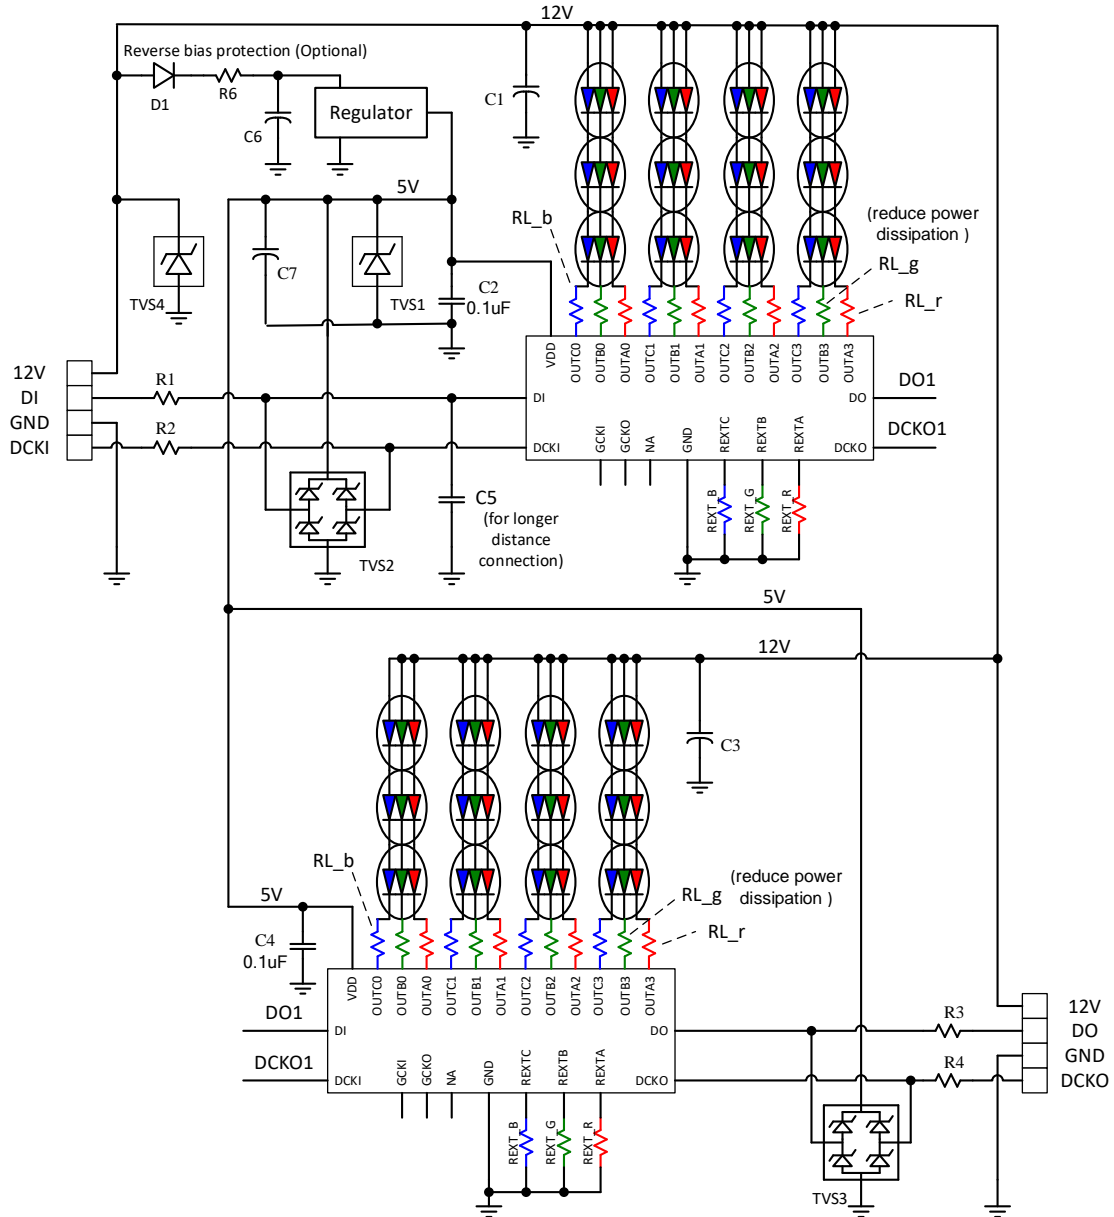 12V
Reverse bias protection (Optional)
D1
R6
C6
Regulator
C1
5V
TVS4
C7
TVS1
C2
0.1uF
RL_b
(reduce power
dissipation )
RL_g
RL_r
VDD
OUTC0
OUTB0
OUTA0
OUTC1
OUTB1
OUTA1
OUTC2
OUTB2
OUTA2
OUTC3
OUTB3
OUTA3
12V
DI
GND
DCKI
R1
R2
DI
DCKI
DO
DCKO
DO1
DCKO1
GCKI
GCKO
NA
GND
REXTC
REXTB
REXTA
REXT_B
REXT_G
REXT_R
TVS2
C5
(for longer
distance
connection)
5V
12V
C3
RL_b
RL_g
(reduce power
dissipation )
RL_r
5V
C4
0.1uF
VDD
OUTC0
OUTB0
OUTA0
OUTC1
OUTB1
OUTA1
OUTC2
OUTB2
OUTA2
OUTC3
OUTB3
OUTA3
DO1
DCKO1
DI
DCKI
DO
DCKO
GCKI
GCKO
NA
GND
REXTC
REXTB
REXTA
REXT_B
REXT_G
REXT_R
R3
R4
12V
DO
GND
DCKO
TVS3